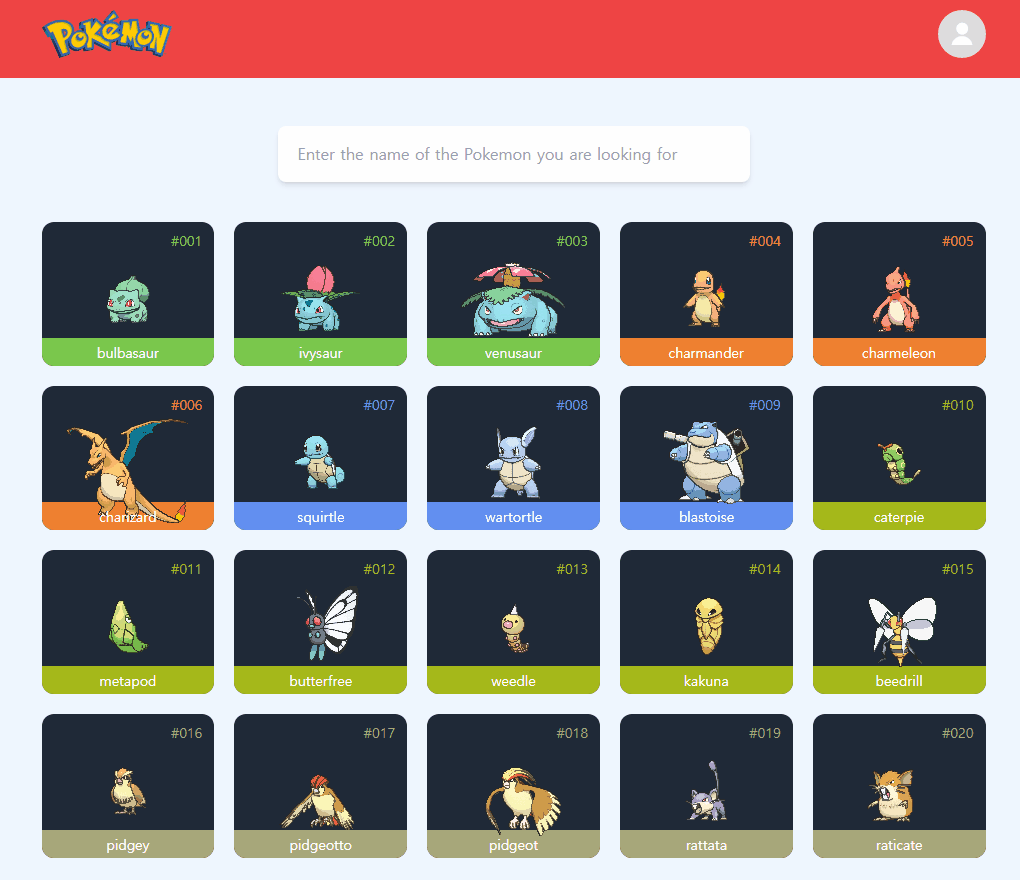 POKéMON
Enter the name of the Pokemon you are looking for
#001
bulbasaur
#002
ivysaur
#003
venusaur
#004
charmander
#005
charmeleon
#006
charizard
#007
squirtle
#008
wartortle
#009
blastoise
#010
caterpie
#011
metapod
#012
butterfree
#013
weedle
#014
kakuna
#015
beedrill
#016
pidgey
#017
pidgeotto
#018
pidgeot
#019
rattata
#020
raticate